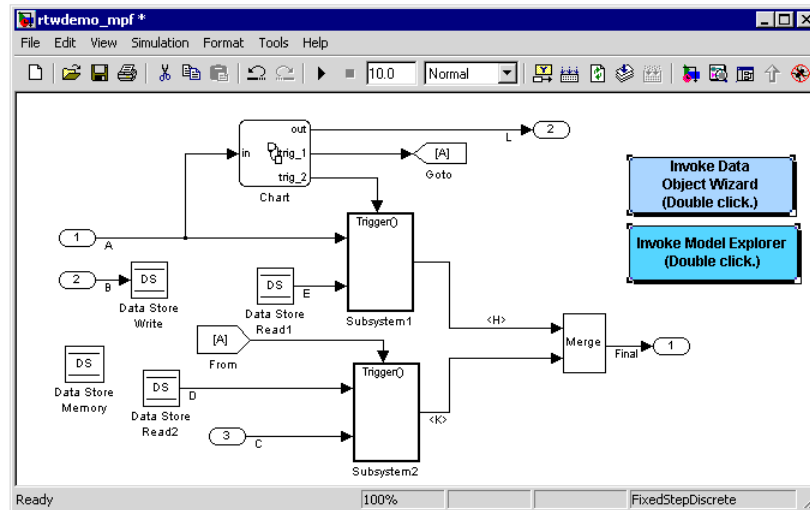 rtwdemo_mpf *
File Edit View Simulation Format Tools Help
10.0 Normal
out
in trig_1
trig_2
Chart
L
2
[A]
Goto
Invoke Data
Object Wizard
(Double click.)
Invoke Model Explorer
(Double click.)
1
A
Trigger()
2
B
DS
Data Store
Write
DS
E
Data Store
Read1
Subsystem1
<H>
[A]
From
Merge
Final
1
DS
Data Store
Memory
DS
D
Data Store
Read2
Trigger()
<K>
3
C
Subsystem2
Ready 100% FixedStepDiscrete